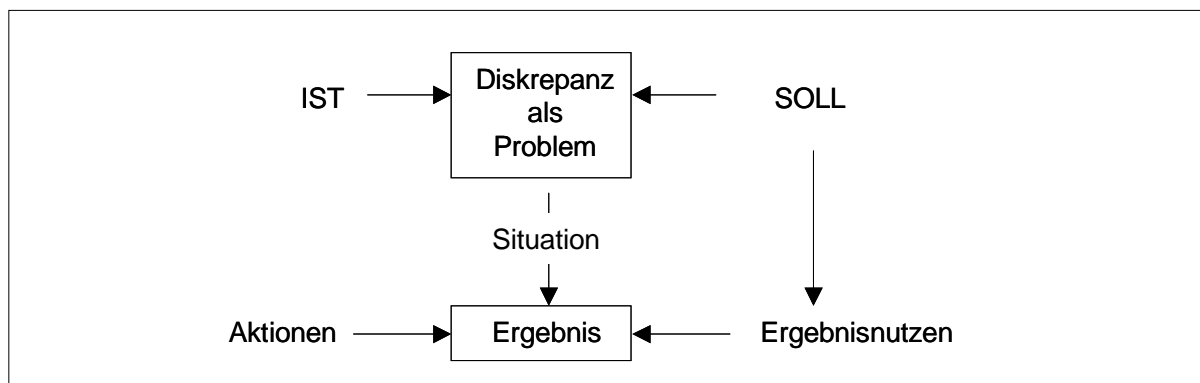 IST
Diskrepanz
als
Problem
SOLL
Situation
Aktionen
Ergebnis
Ergebnisnutzen